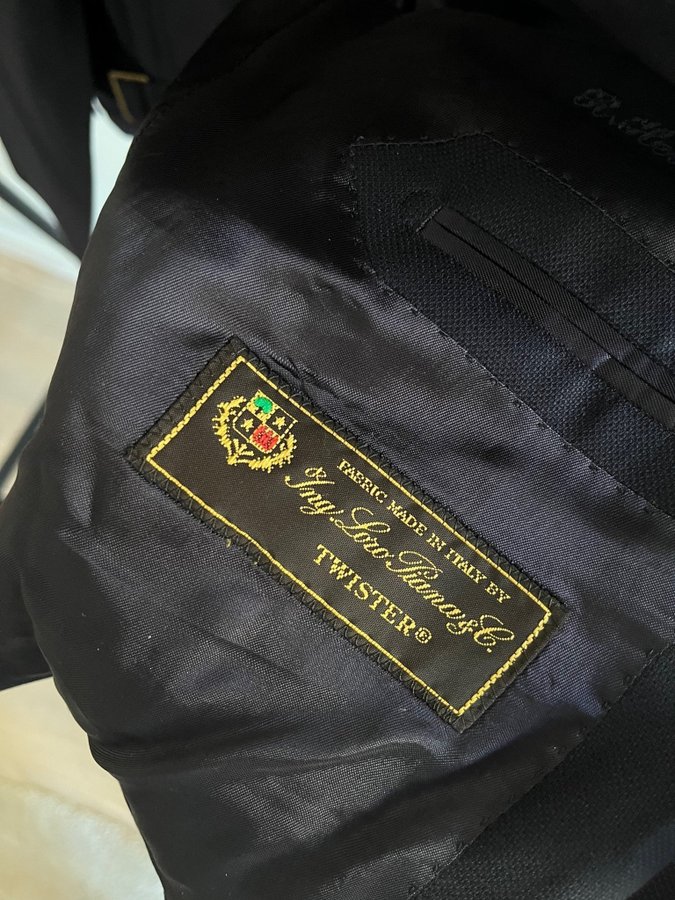 FABRIC MADE IN ITALY BY
Ing. Loro Piana & C.
TWISTER®